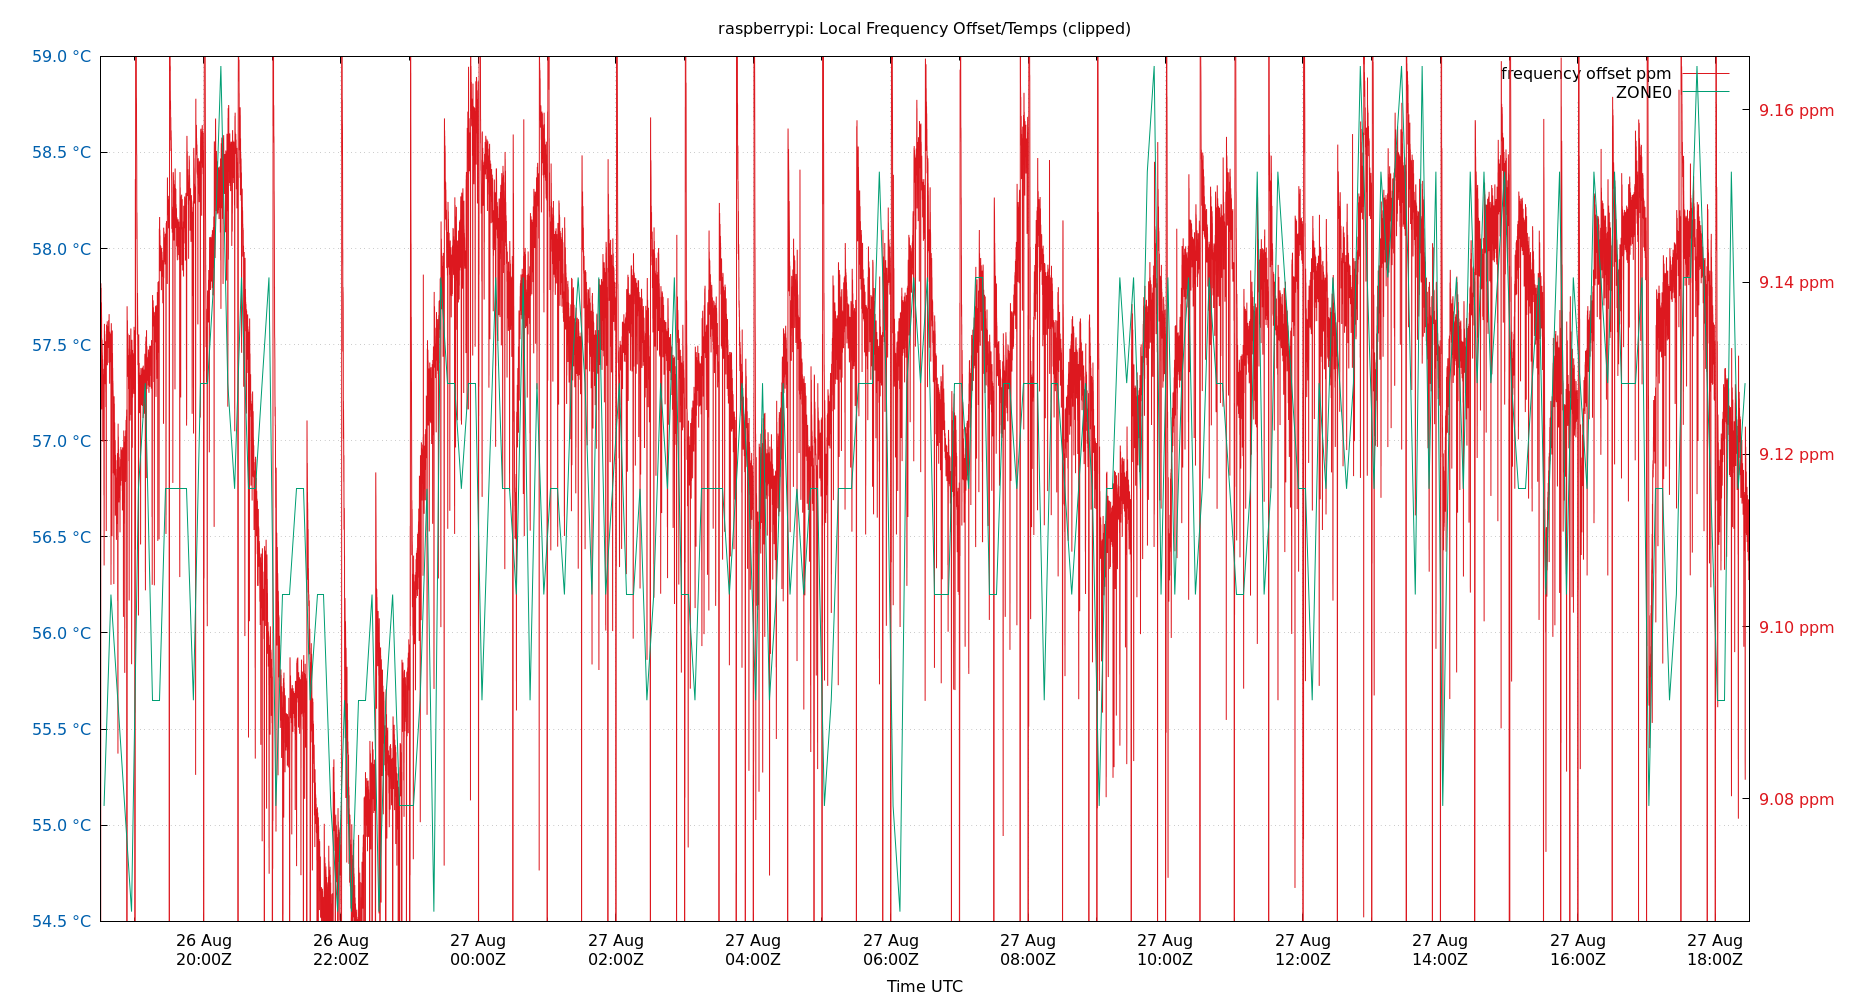 raspberrypi: Local Frequency Offset/Temps (clipped)
59.0 °C
58.5 °C
58.0 °C
57.5 °C
57.0 °C
56.5 °C
56.0 °C
55.5 °C
55.0 °C
54.5 °C
frequency offset ppm
ZONE0
9.16 ppm
9.14 ppm
9.12 ppm
9.10 ppm
9.08 ppm
26 Aug 26 Aug 27 Aug 27 Aug 27 Aug 27 Aug 27 Aug 27 Aug 27 Aug 27 Aug 27 Aug 27 Aug
20:00Z 22:00Z 00:00Z 02:00Z 04:00Z 06:00Z 08:00Z 10:00Z 12:00Z 14:00Z 16:00Z 18:00Z
Time UTC